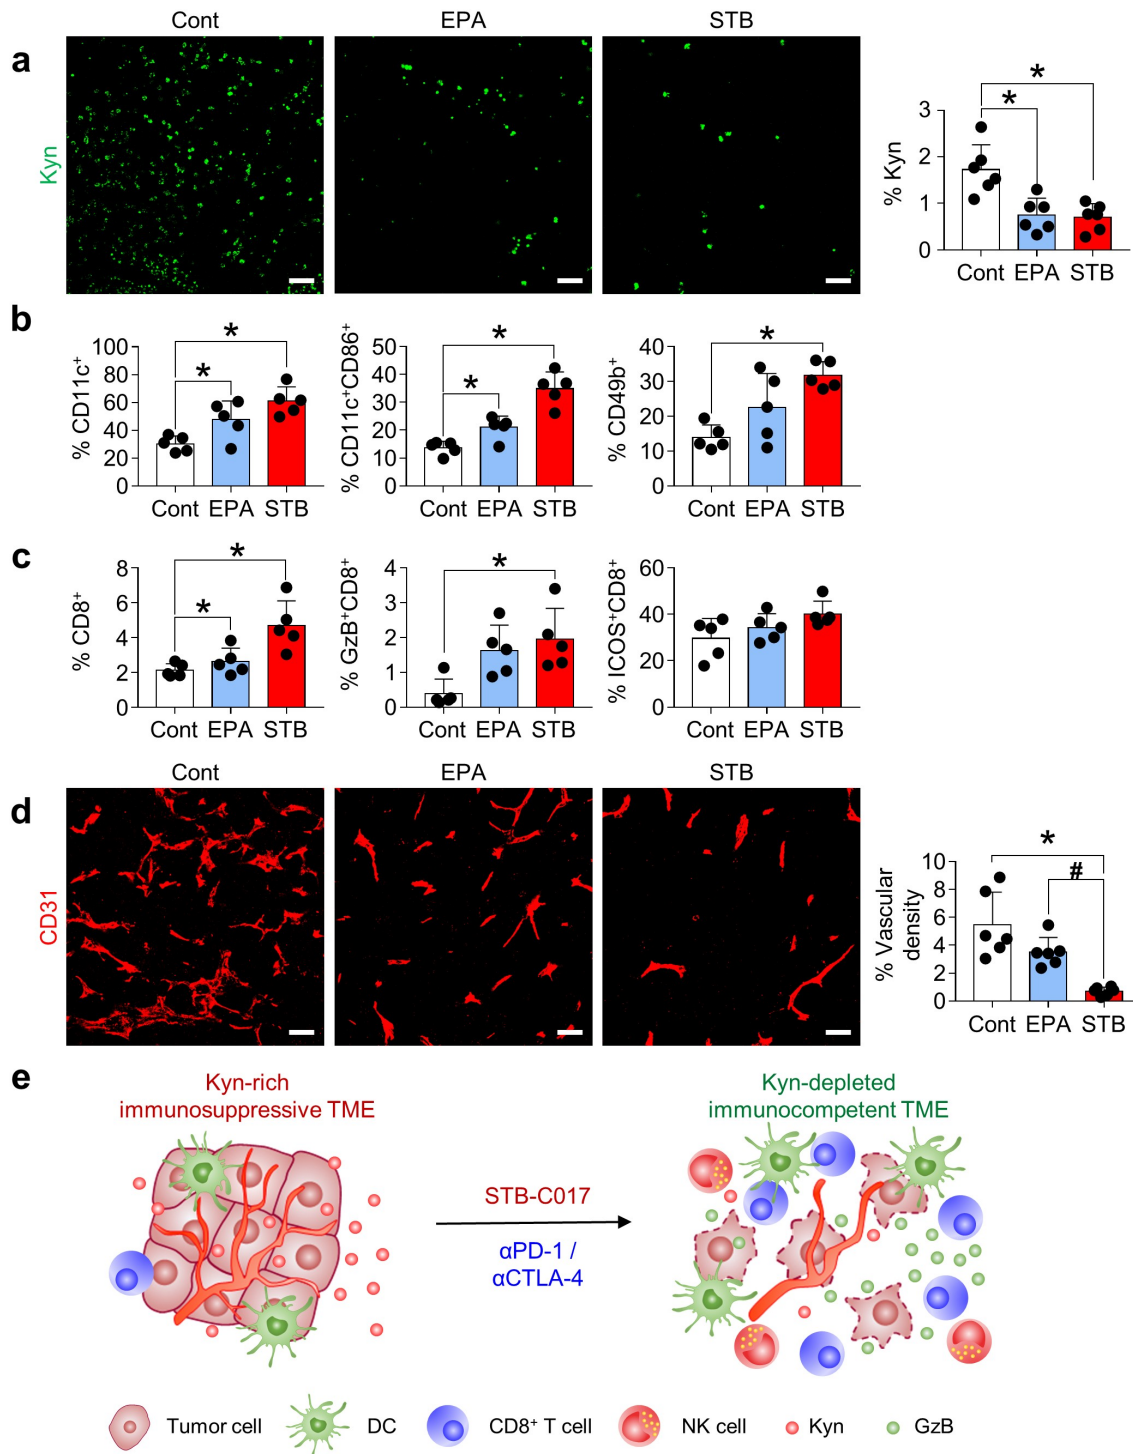 a
Cont
EPA
STB
Kyn
% Kyn
3
2
1
0
*
*
Cont EPA STB
b
% CD11c⁺
100
80
60
40
20
0
*
*
Cont EPA STB
% CD11c⁺CD86⁺
50
40
30
20
10
0
*
*
Cont EPA STB
% CD49b⁺
40
30
20
10
0
*
Cont EPA STB
c
% CD8⁺
8
6
4
2
0
*
*
Cont EPA STB
% GzB⁺CD8⁺
4
3
2
1
0
*
Cont EPA STB
% ICOS⁺CD8⁺
60
40
20
0
Cont EPA STB
d
Cont
EPA
STB
CD31
% Vascular
density
10
8
6
4
2
0
*
#
Cont EPA STB
e
Kyn-rich
immunosuppressive TME
STB-C017
αPD-1 /
αCTLA-4
Kyn-depleted
immunocompetent TME
Tumor cell
DC
CD8⁺ T cell
NK cell
Kyn
GzB